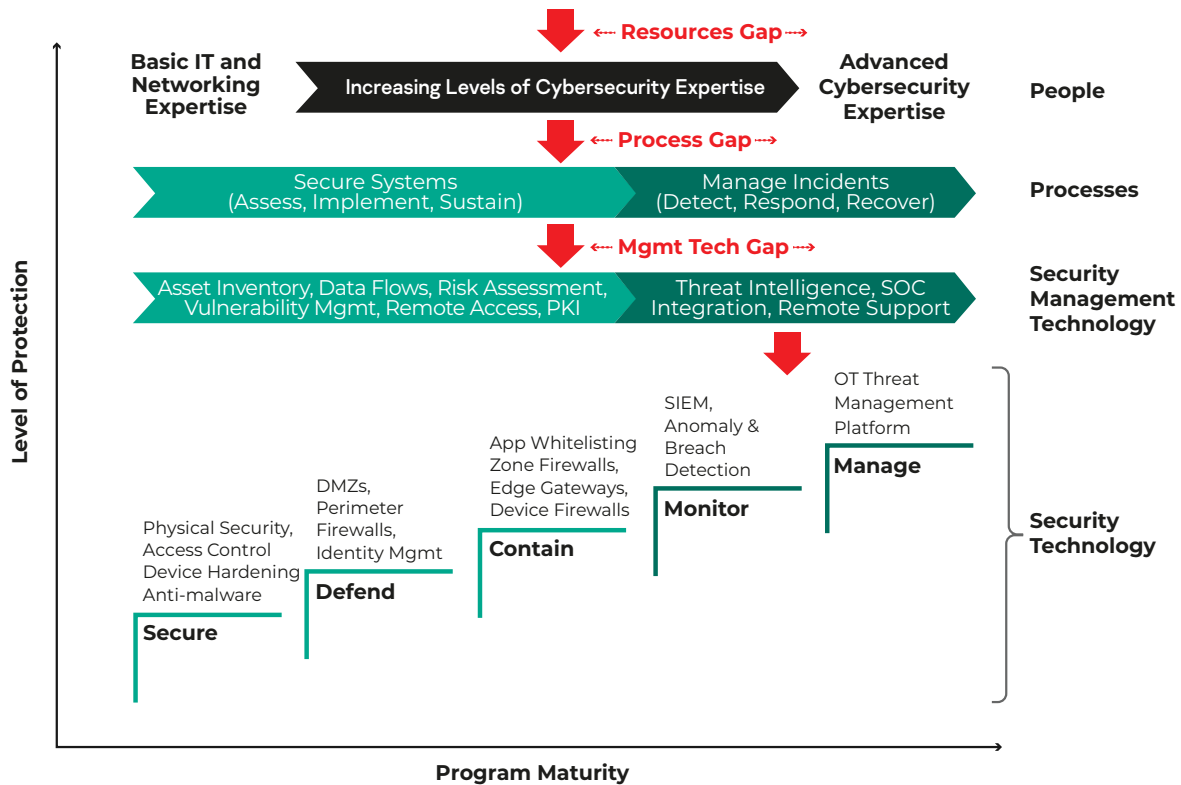 Resources Gap
Basic IT and
Networking
Expertise
Increasing Levels of Cybersecurity Expertise
Advanced
Cybersecurity
Expertise
People
Process Gap
Secure Systems
(Assess, Implement, Sustain)
Manage Incidents
(Detect, Respond, Recover)
Processes
Mgmt Tech Gap
Asset Inventory, Data Flows, Risk Assessment,
Vulnerability Mgmt, Remote Access, PKI
Threat Intelligence, SOC
Integration, Remote Support
Security
Management
Technology
Level of Protection
Physical Security,
Access Control
Device Hardening
Anti-malware
Secure
DMZs,
Perimeter
Firewalls,
Identity Mgmt
Defend
App Whitelisting
Zone Firewalls,
Edge Gateways,
Device Firewalls
Contain
SIEM,
Anomaly &
Breach
Detection
Monitor
OT Threat
Management
Platform
Manage
Security
Technology
Program Maturity